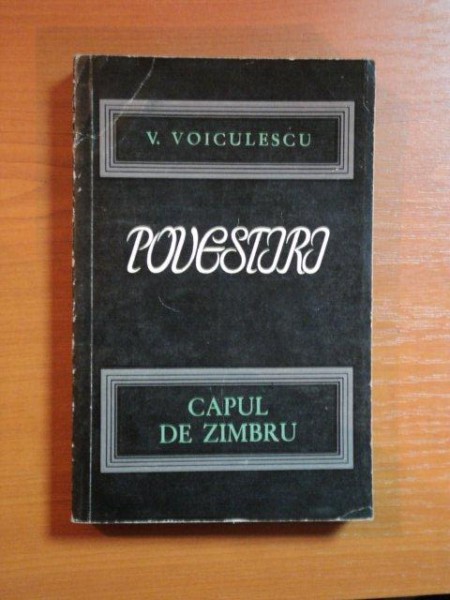 V. VOICULESCU
POVESTIRI
CAPUL
DE ZIMBRU